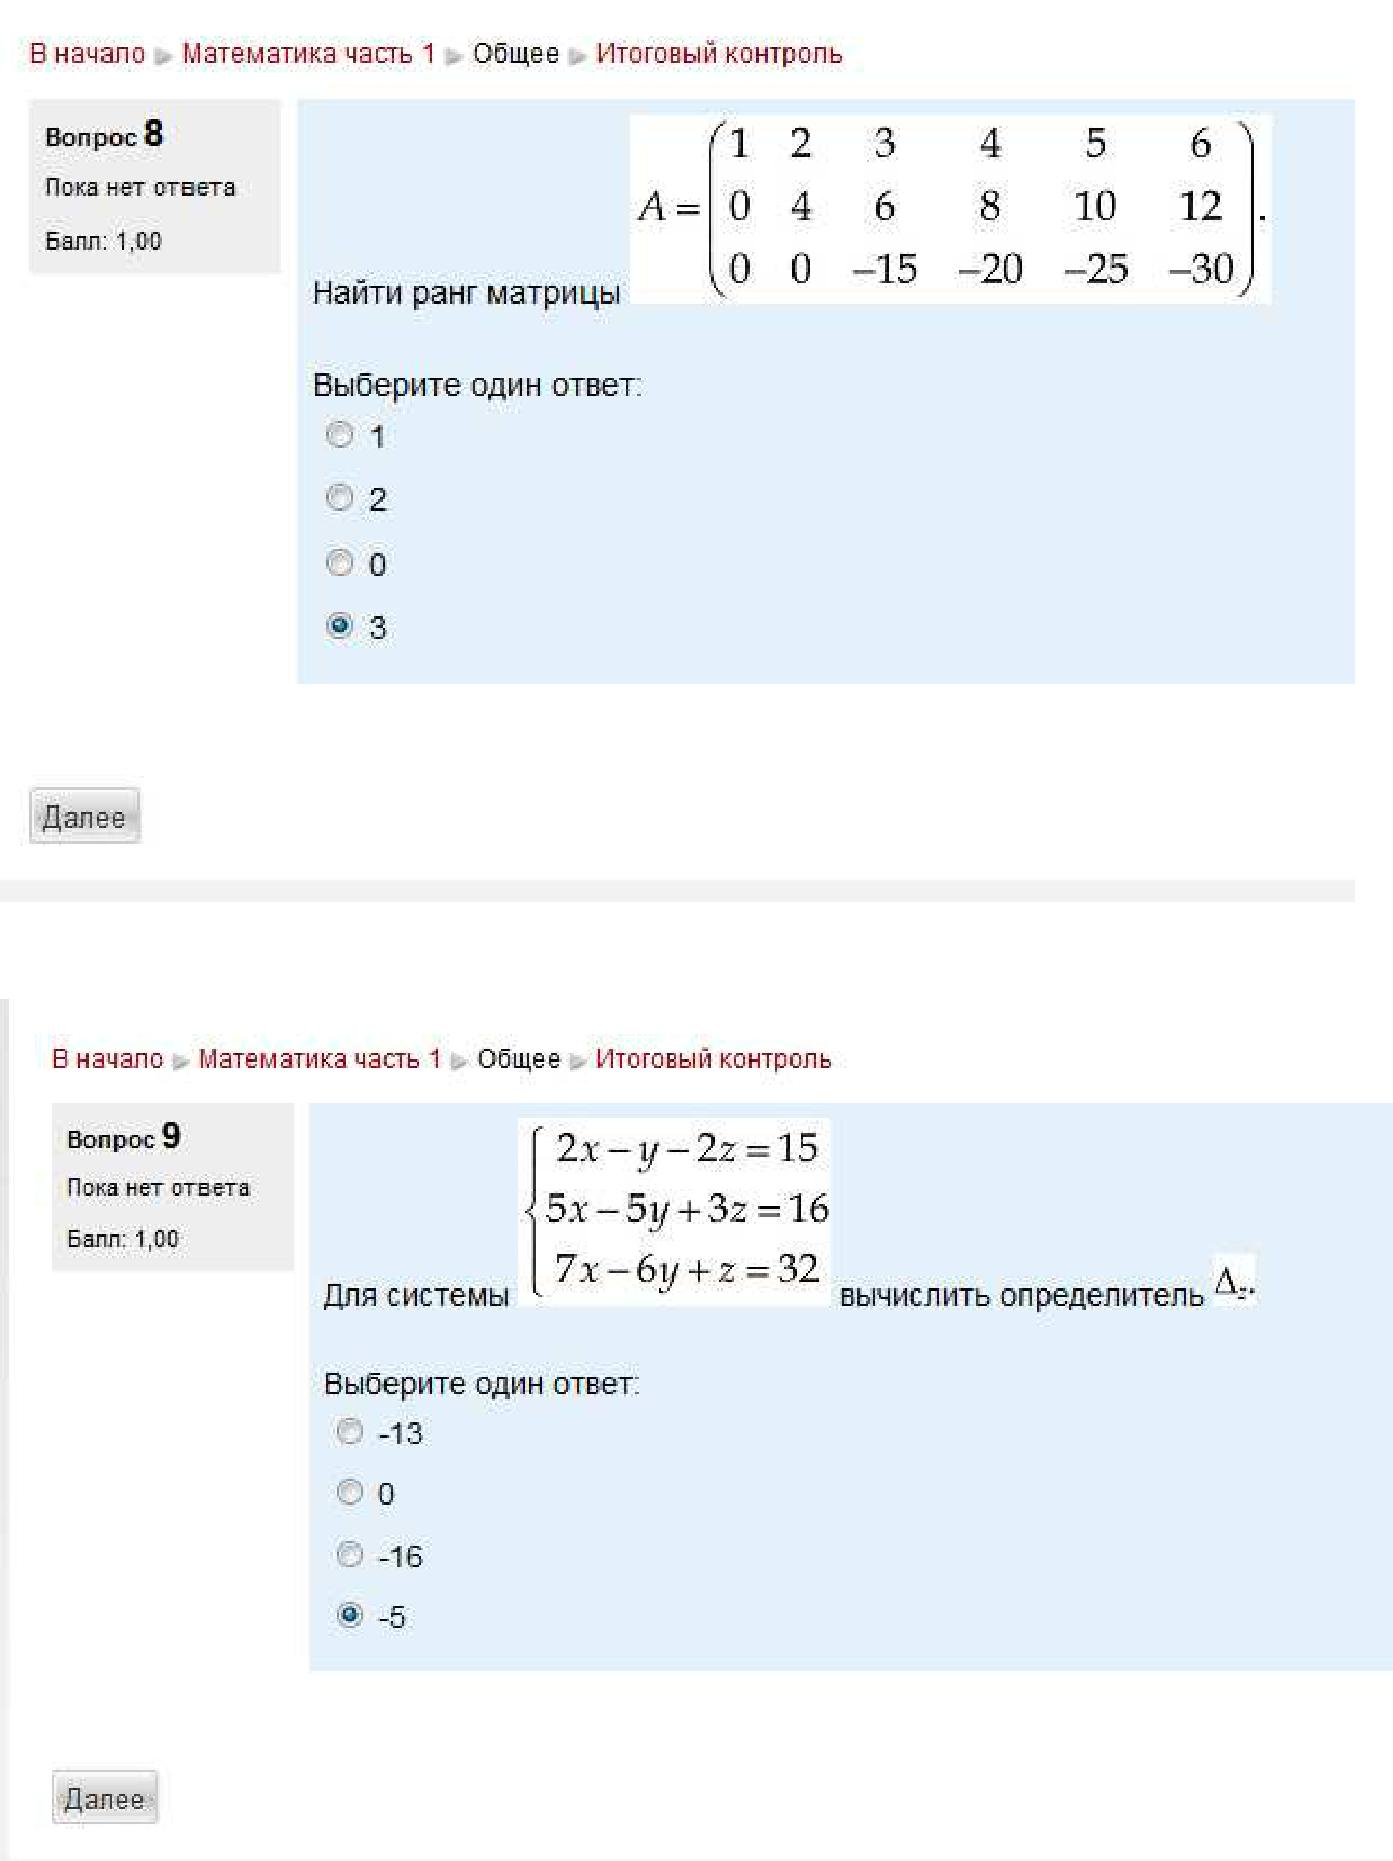 В начало Математика часть 1 Общее Итоговый контроль
Вопрос 8
Пока нет ответа
Балл: 1,00
Найти ранг матрицы A = ( 1 2 3 4 5 6
0 4 6 8 10 12
0 0 –15 –20 –25 –30 ).
Выберите один ответ:
1
2
0
3
Далее
В начало Математика часть 1 Общее Итоговый контроль
Вопрос 9
Пока нет ответа
Балл: 1,00
Для системы { 2x – y – 2z = 15
5x – 5y + 3z = 16
7x – 6y + z = 32 вычислить определитель Δz.
Выберите один ответ:
-13
0
-16
-5
Далее